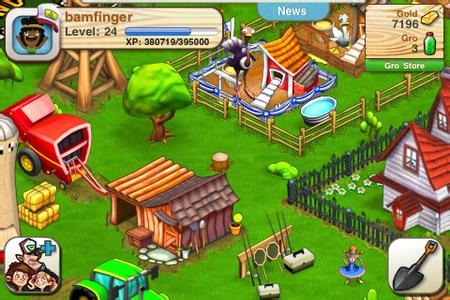 bamfinger
Level: 24
XP: 380719/395000
News
Gold
7196
Gro
3
Gro Store